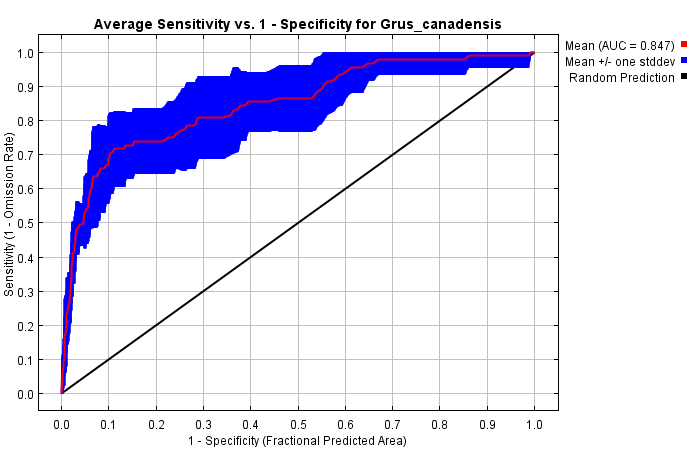 Average Sensitivity vs. 1 - Specificity for Grus_canadensis
Mean (AUC = 0.847)
Mean +/- one stddev
Random Prediction
Sensitivity (1 - Omission Rate)
1.0
0.9
0.8
0.7
0.6
0.5
0.4
0.3
0.2
0.1
0.0
0.0 0.1 0.2 0.3 0.4 0.5 0.6 0.7 0.8 0.9 1.0
1 - Specificity (Fractional Predicted Area)